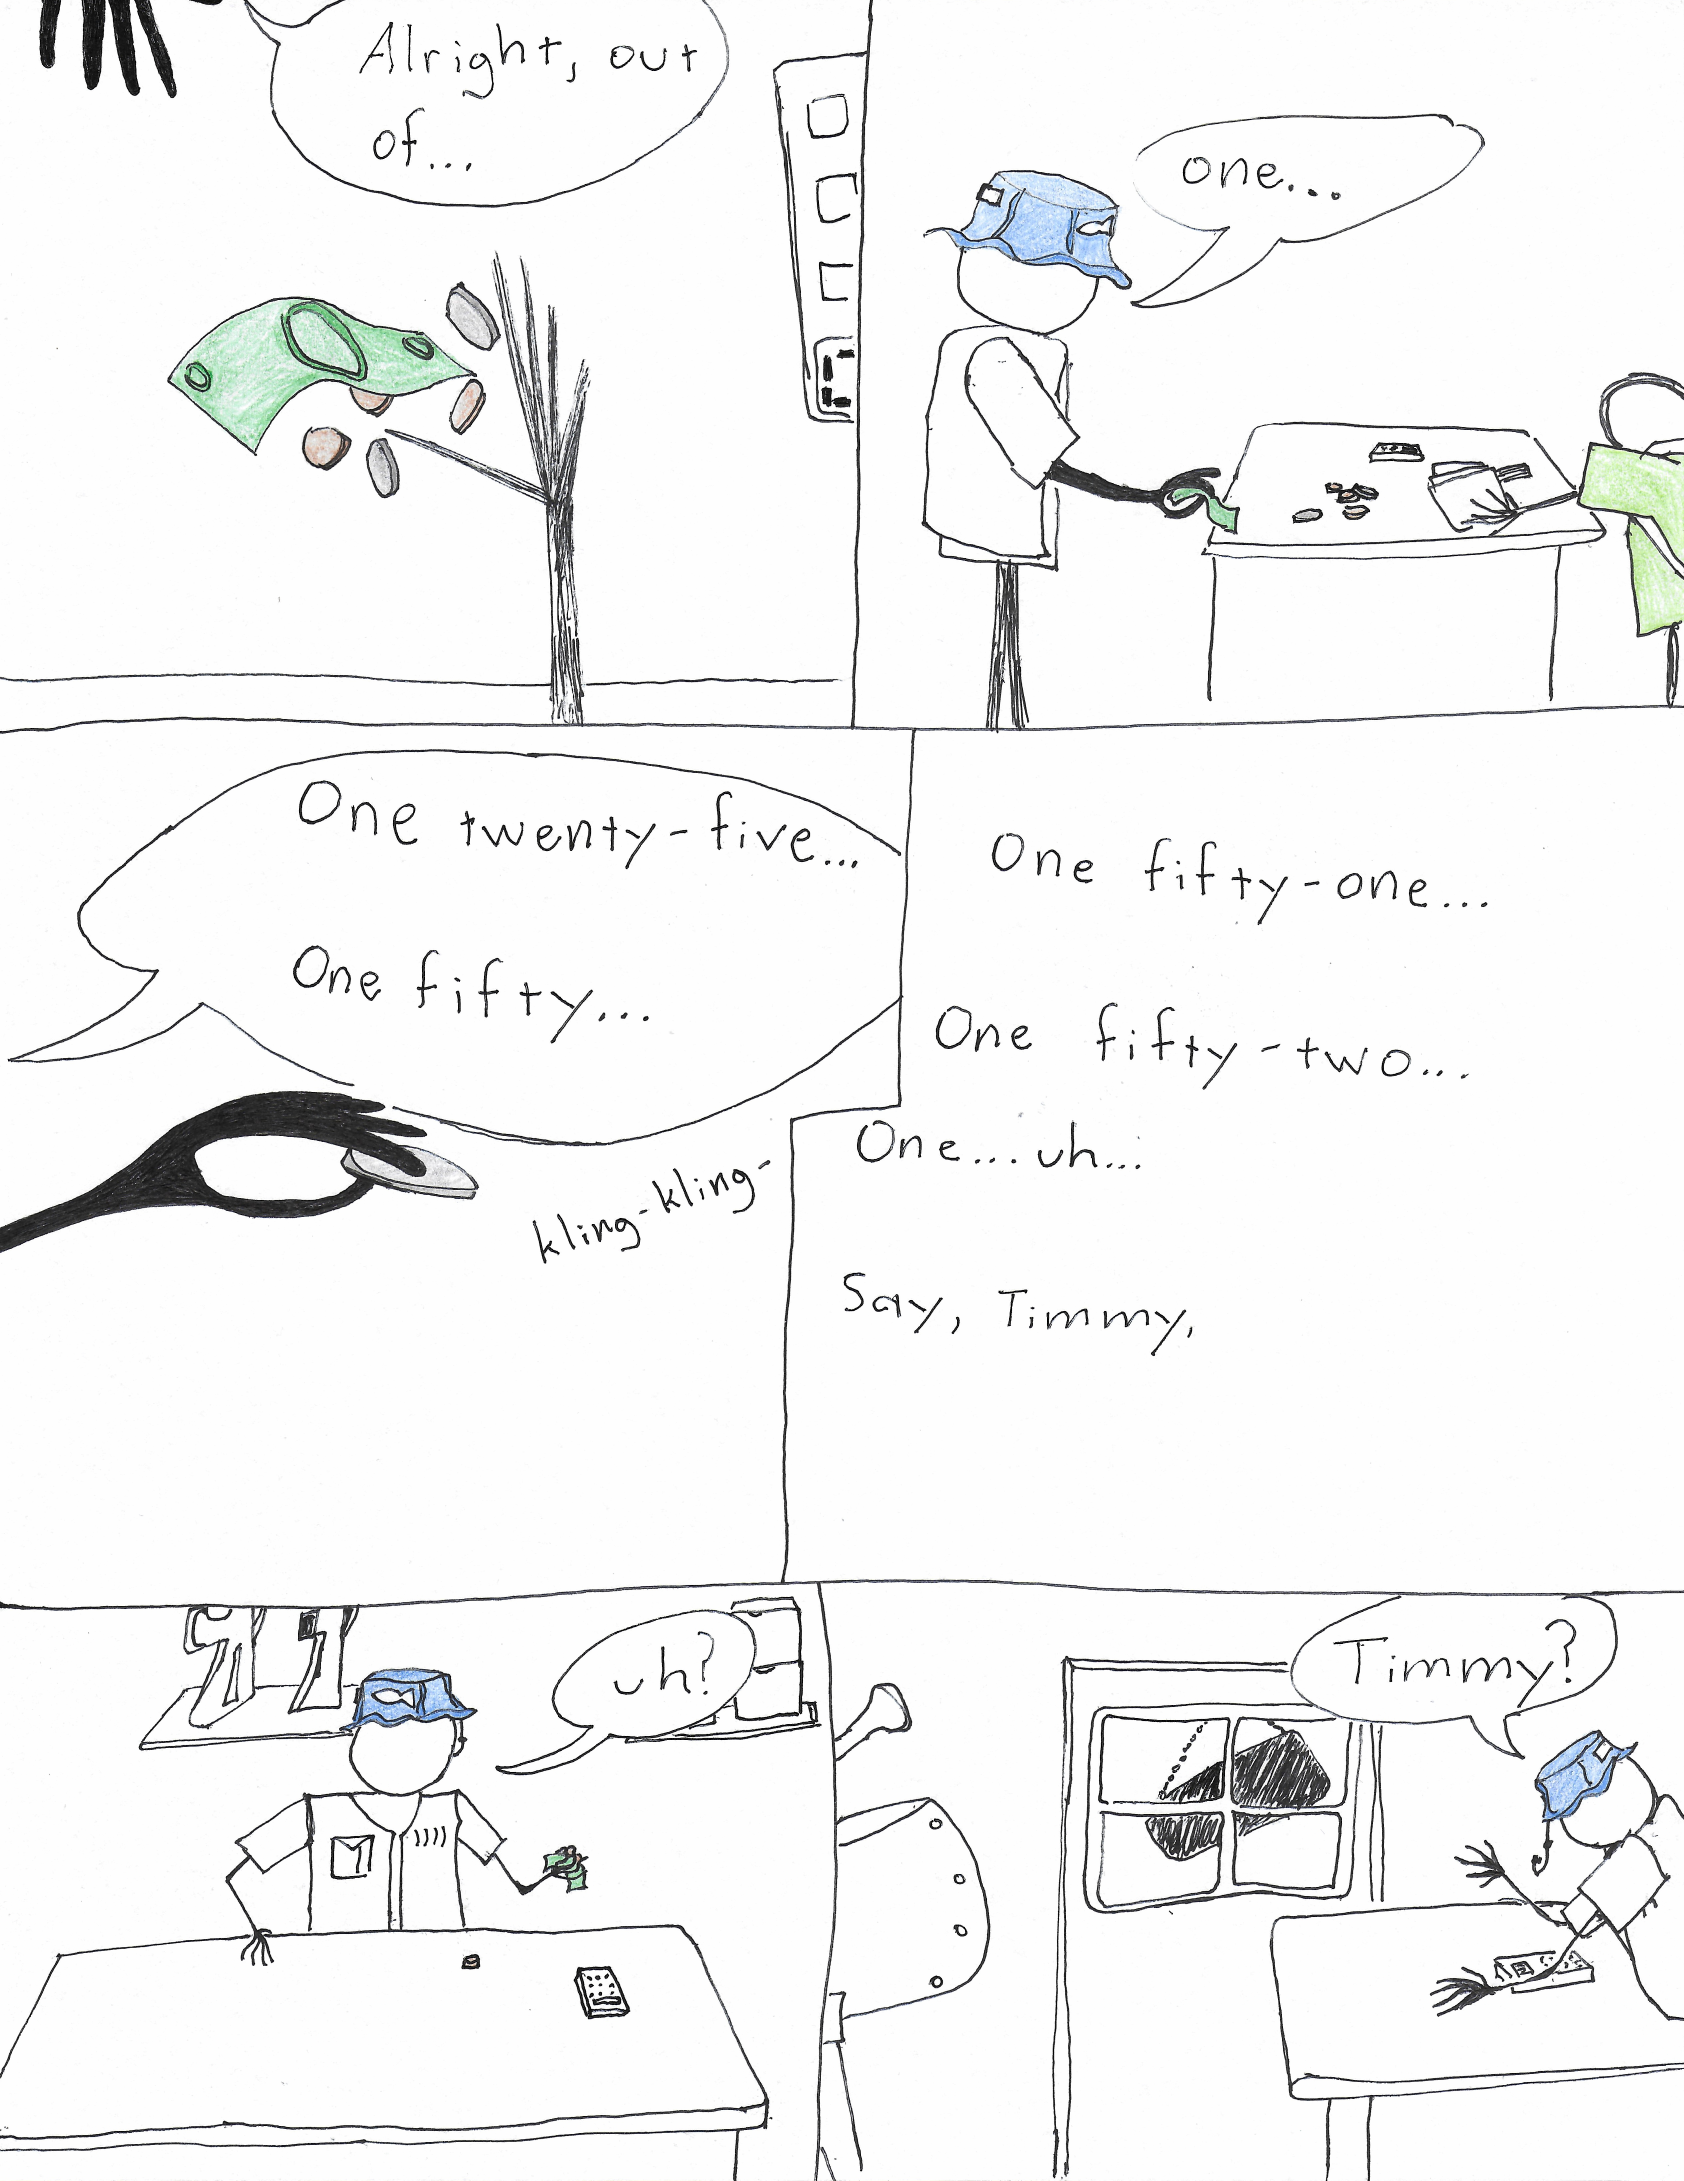 Alright, out
of...
one...
One twenty-five...
One fifty...
kling-kling-
One fifty-one...
One fifty-two...
One...uh...
Say, Timmy,
uh?
Timmy?